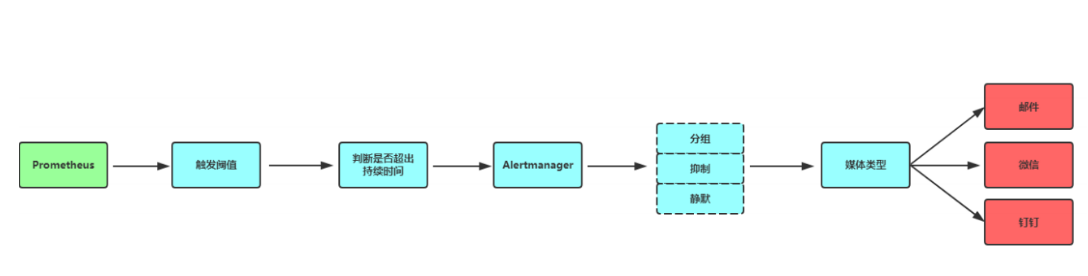 Prometheus
触发阀值
判断是否超出
持续时间
Alertmanager
分组
抑制
静默
媒体类型
邮件
微信
钉钉